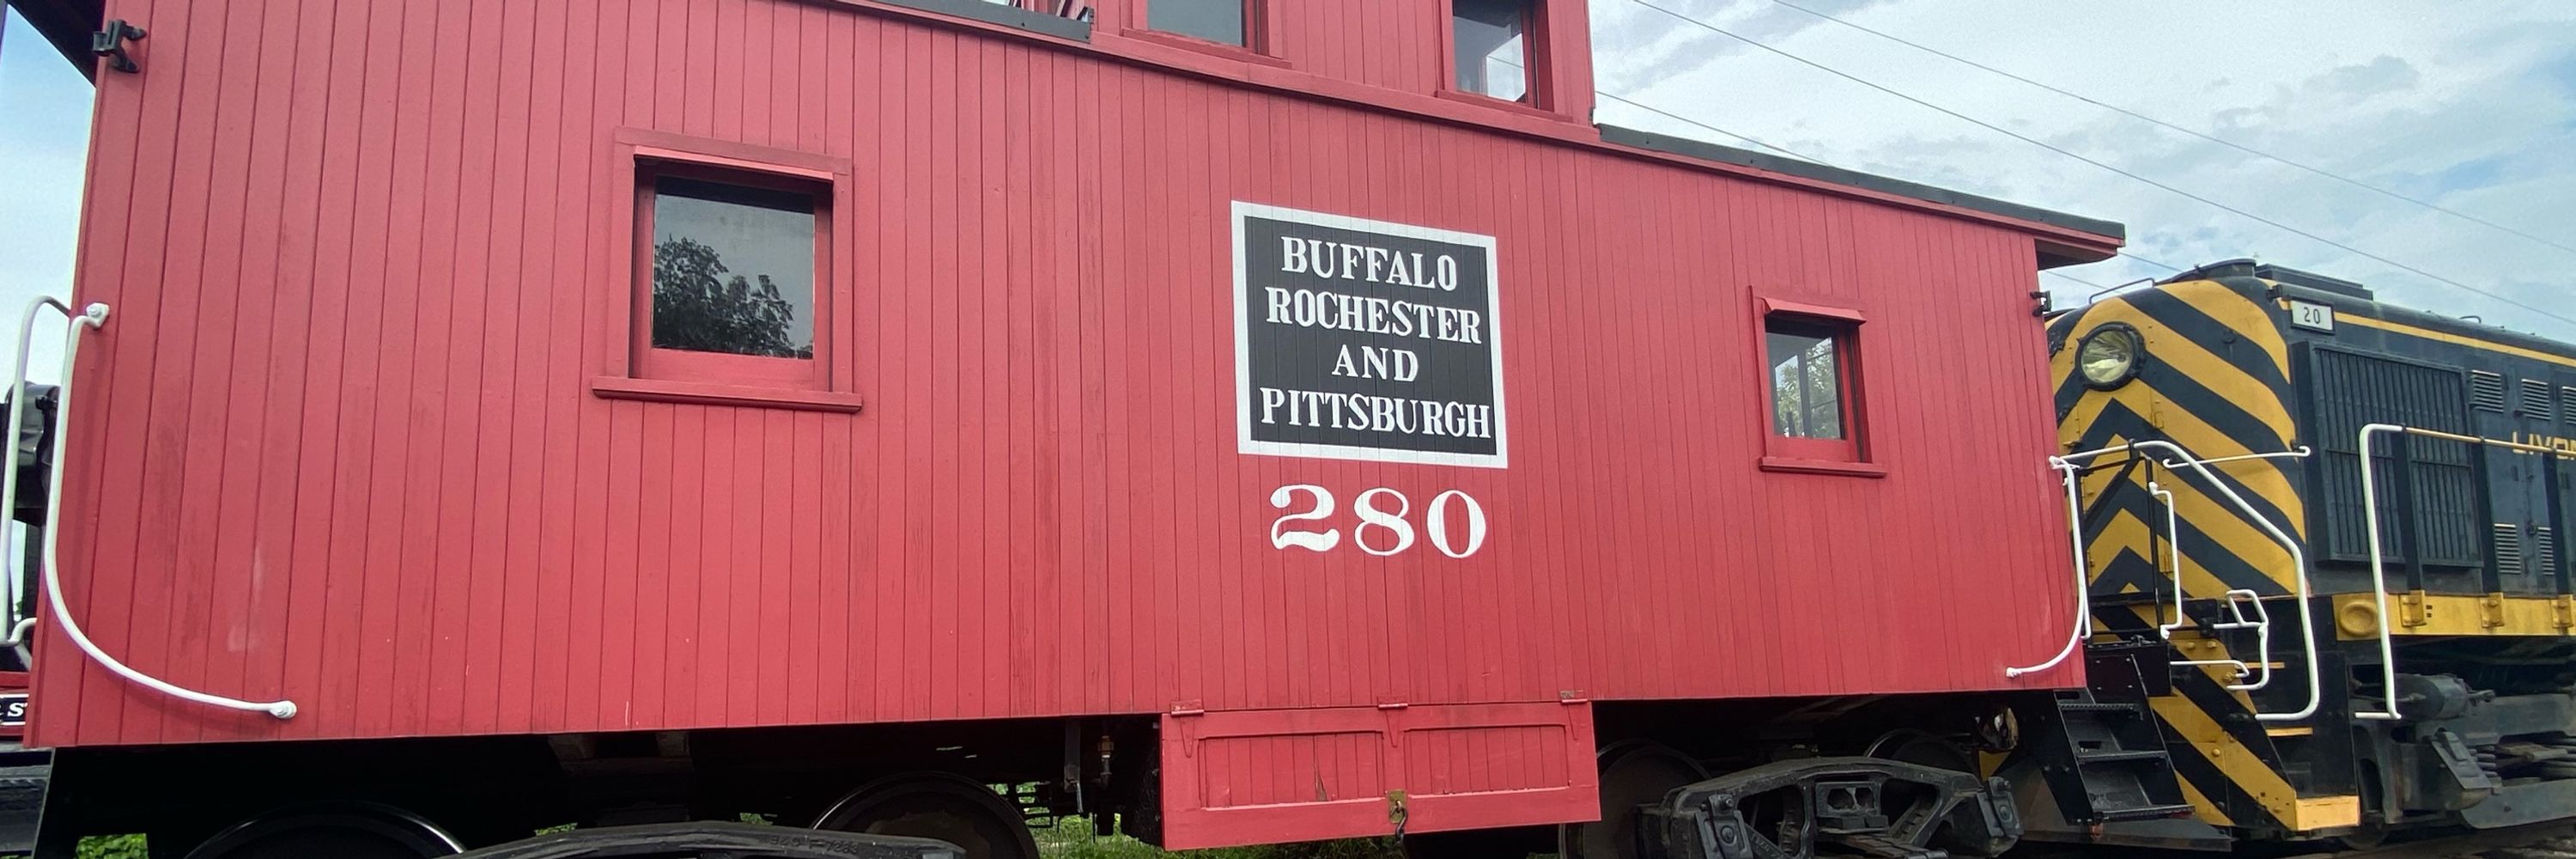 BUFFALO
ROCHESTER
AND
PITTSBURGH
280
20